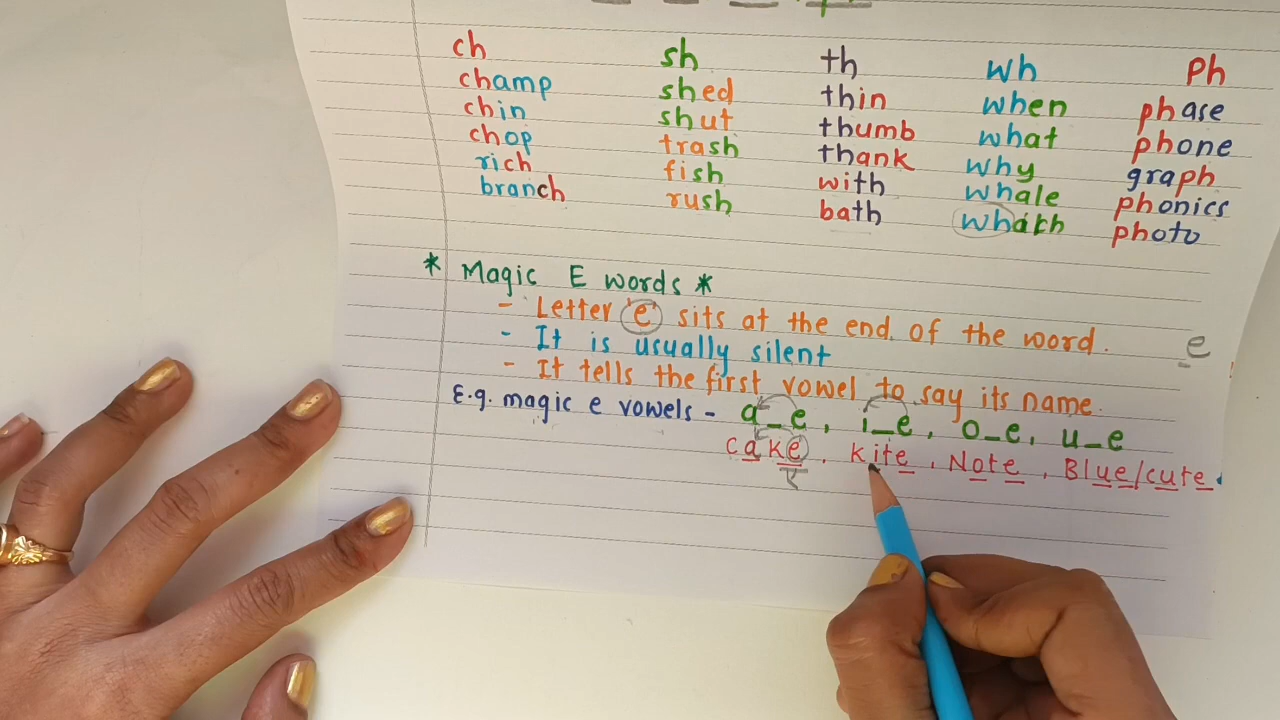 ch sh th wh Ph
champ shed thin when phase
chin shut thumb what phone
chop trash thank why graph
rich fish with whale phonics
branch rush bath photo
* Magic E words *
- Letter 'e' sits at the end of the word. e
- It is usually silent
- It tells the first vowel to say its name.
E.g. magic e vowels - a_e, i_e, o_e, u_e
cake, kite, Note, Blue/cute.